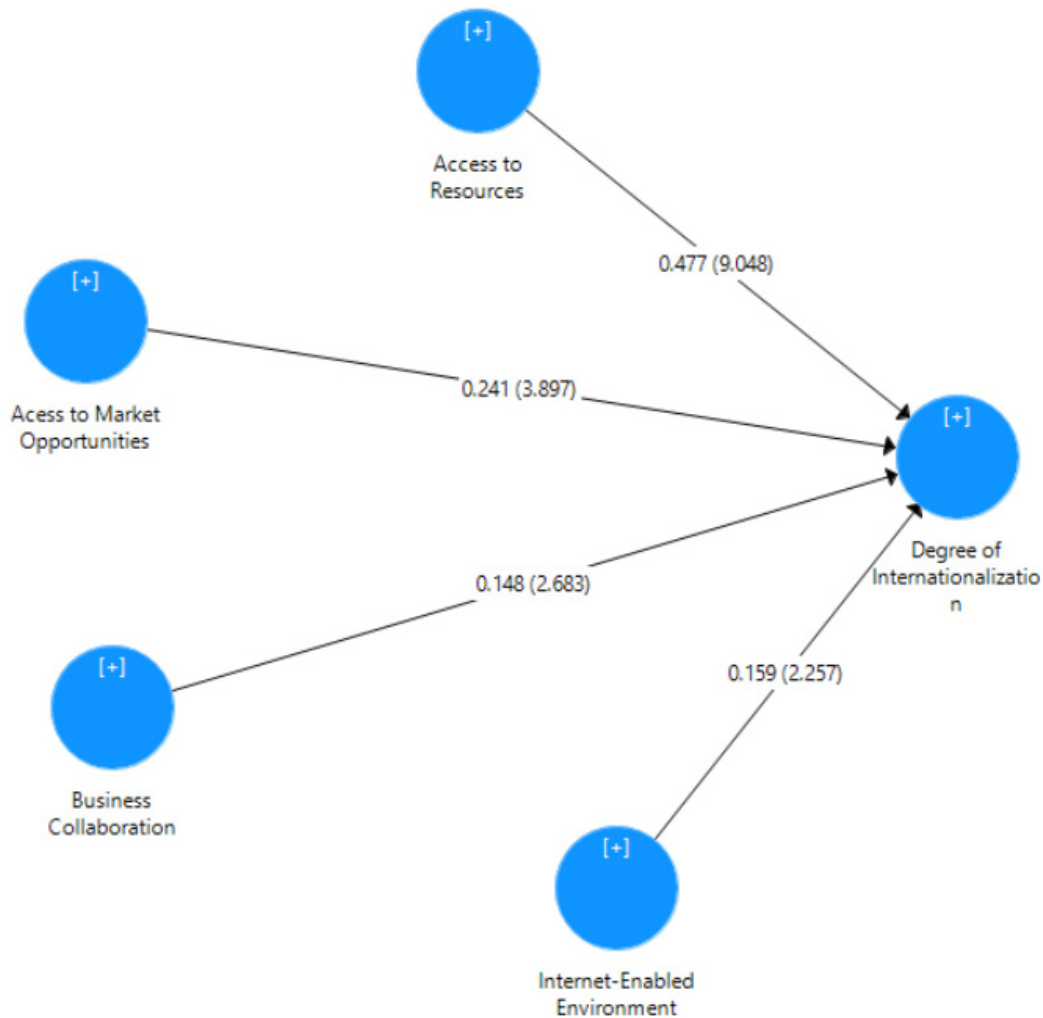 [+]
Access to
Resources
0.477 (9.048)
[+]
Acess to Market
Opportunities
0.241 (3.897)
[+]
Degree of
Internationalizatio
n
0.148 (2.683)
[+]
Business
Collaboration
0.159 (2.257)
[+]
Internet-Enabled
Environment